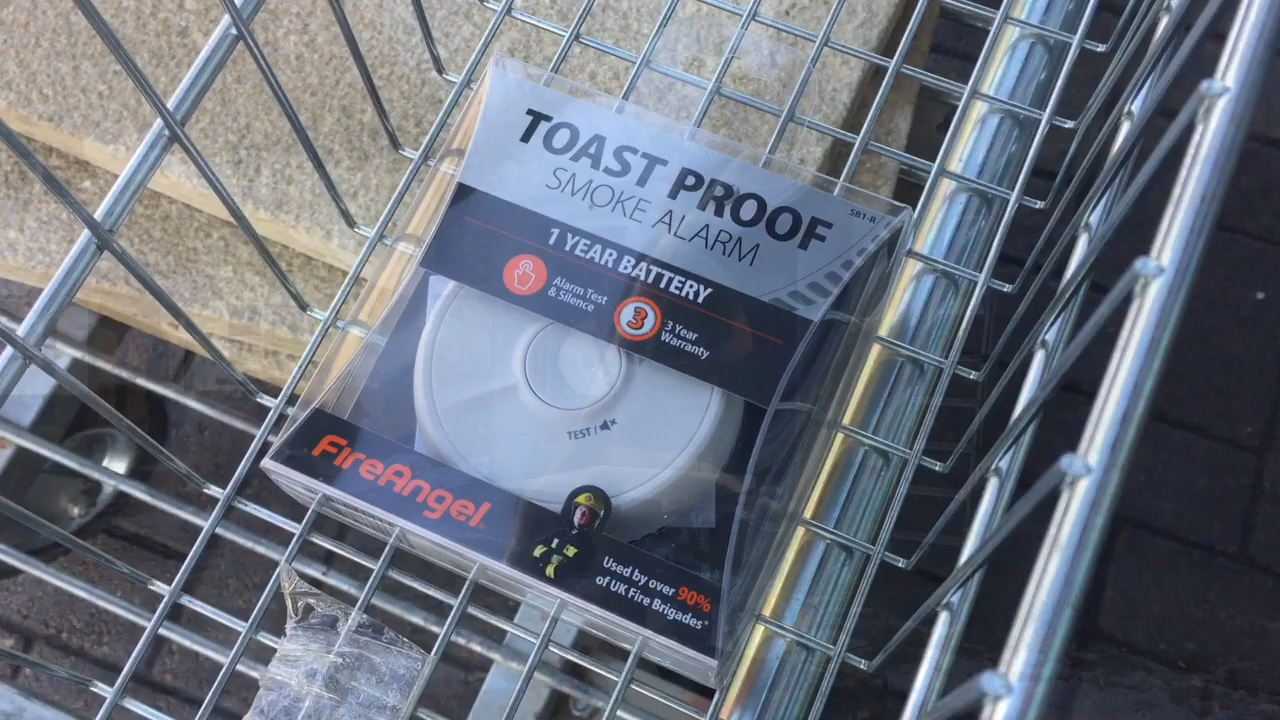 TOAST PROOF
SMOKE ALARM
SB1-R
1 YEAR BATTERY
Alarm Test
& Silence
3
3 Year
Warranty
TEST /
FireAngel
Used by over 90%
of UK Fire Brigades*